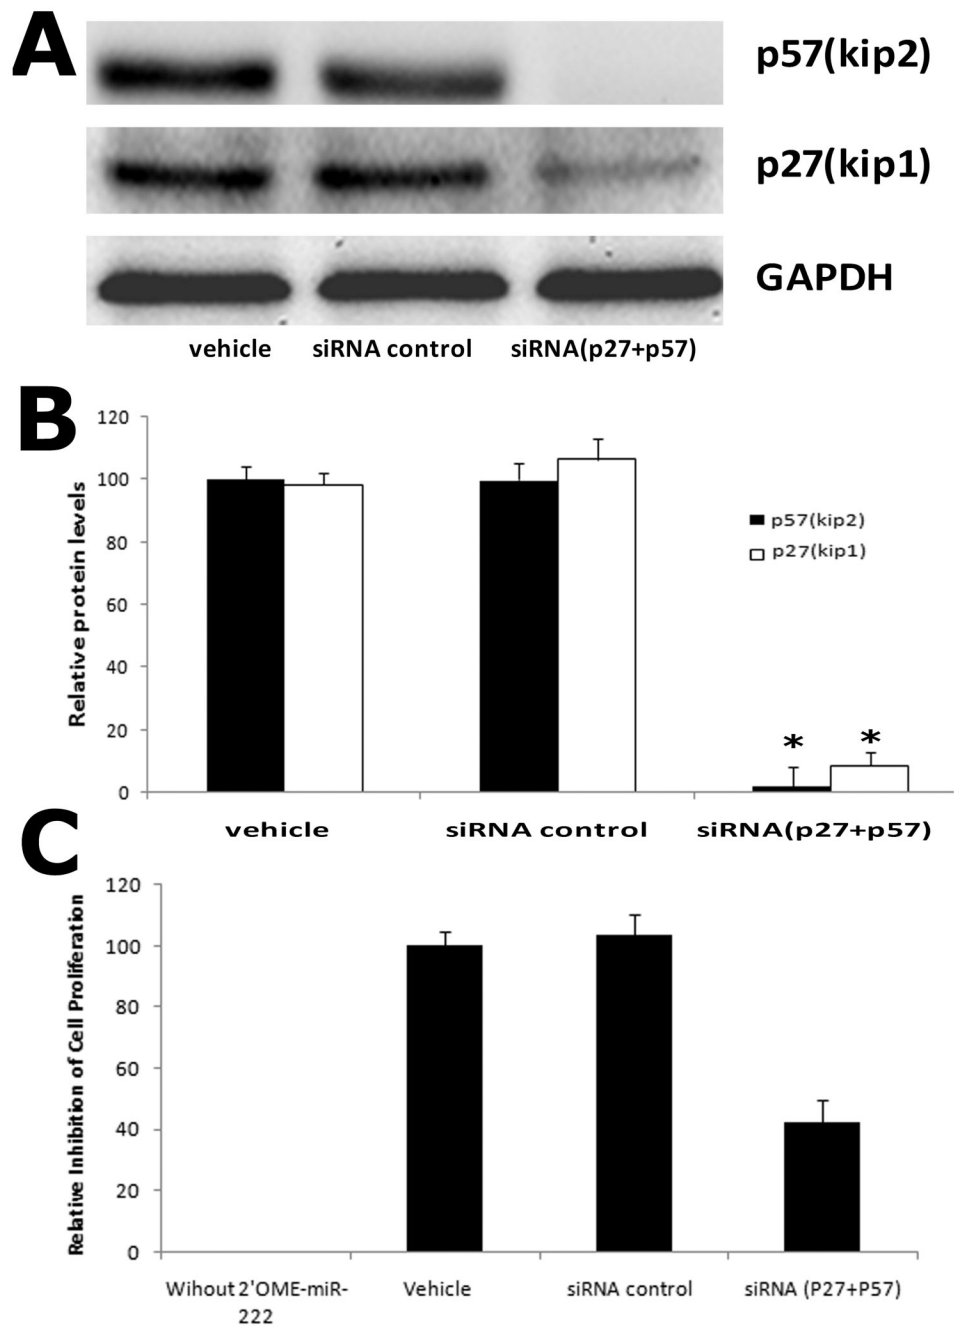 A
p57(kip2)
p27(kip1)
GAPDH
vehicle siRNA control siRNA(p27+p57)
B
Relative protein levels
120
100
80
60
40
20
0
p57(kip2)
p27(kip1)
* *
vehicle siRNA control siRNA(p27+p57)
C
Relative Inhibition of Cell Proliferation
120
100
80
60
40
20
0
Wihout 2'OME-miR-
222
Vehicle
siRNA control
siRNA (P27+P57)